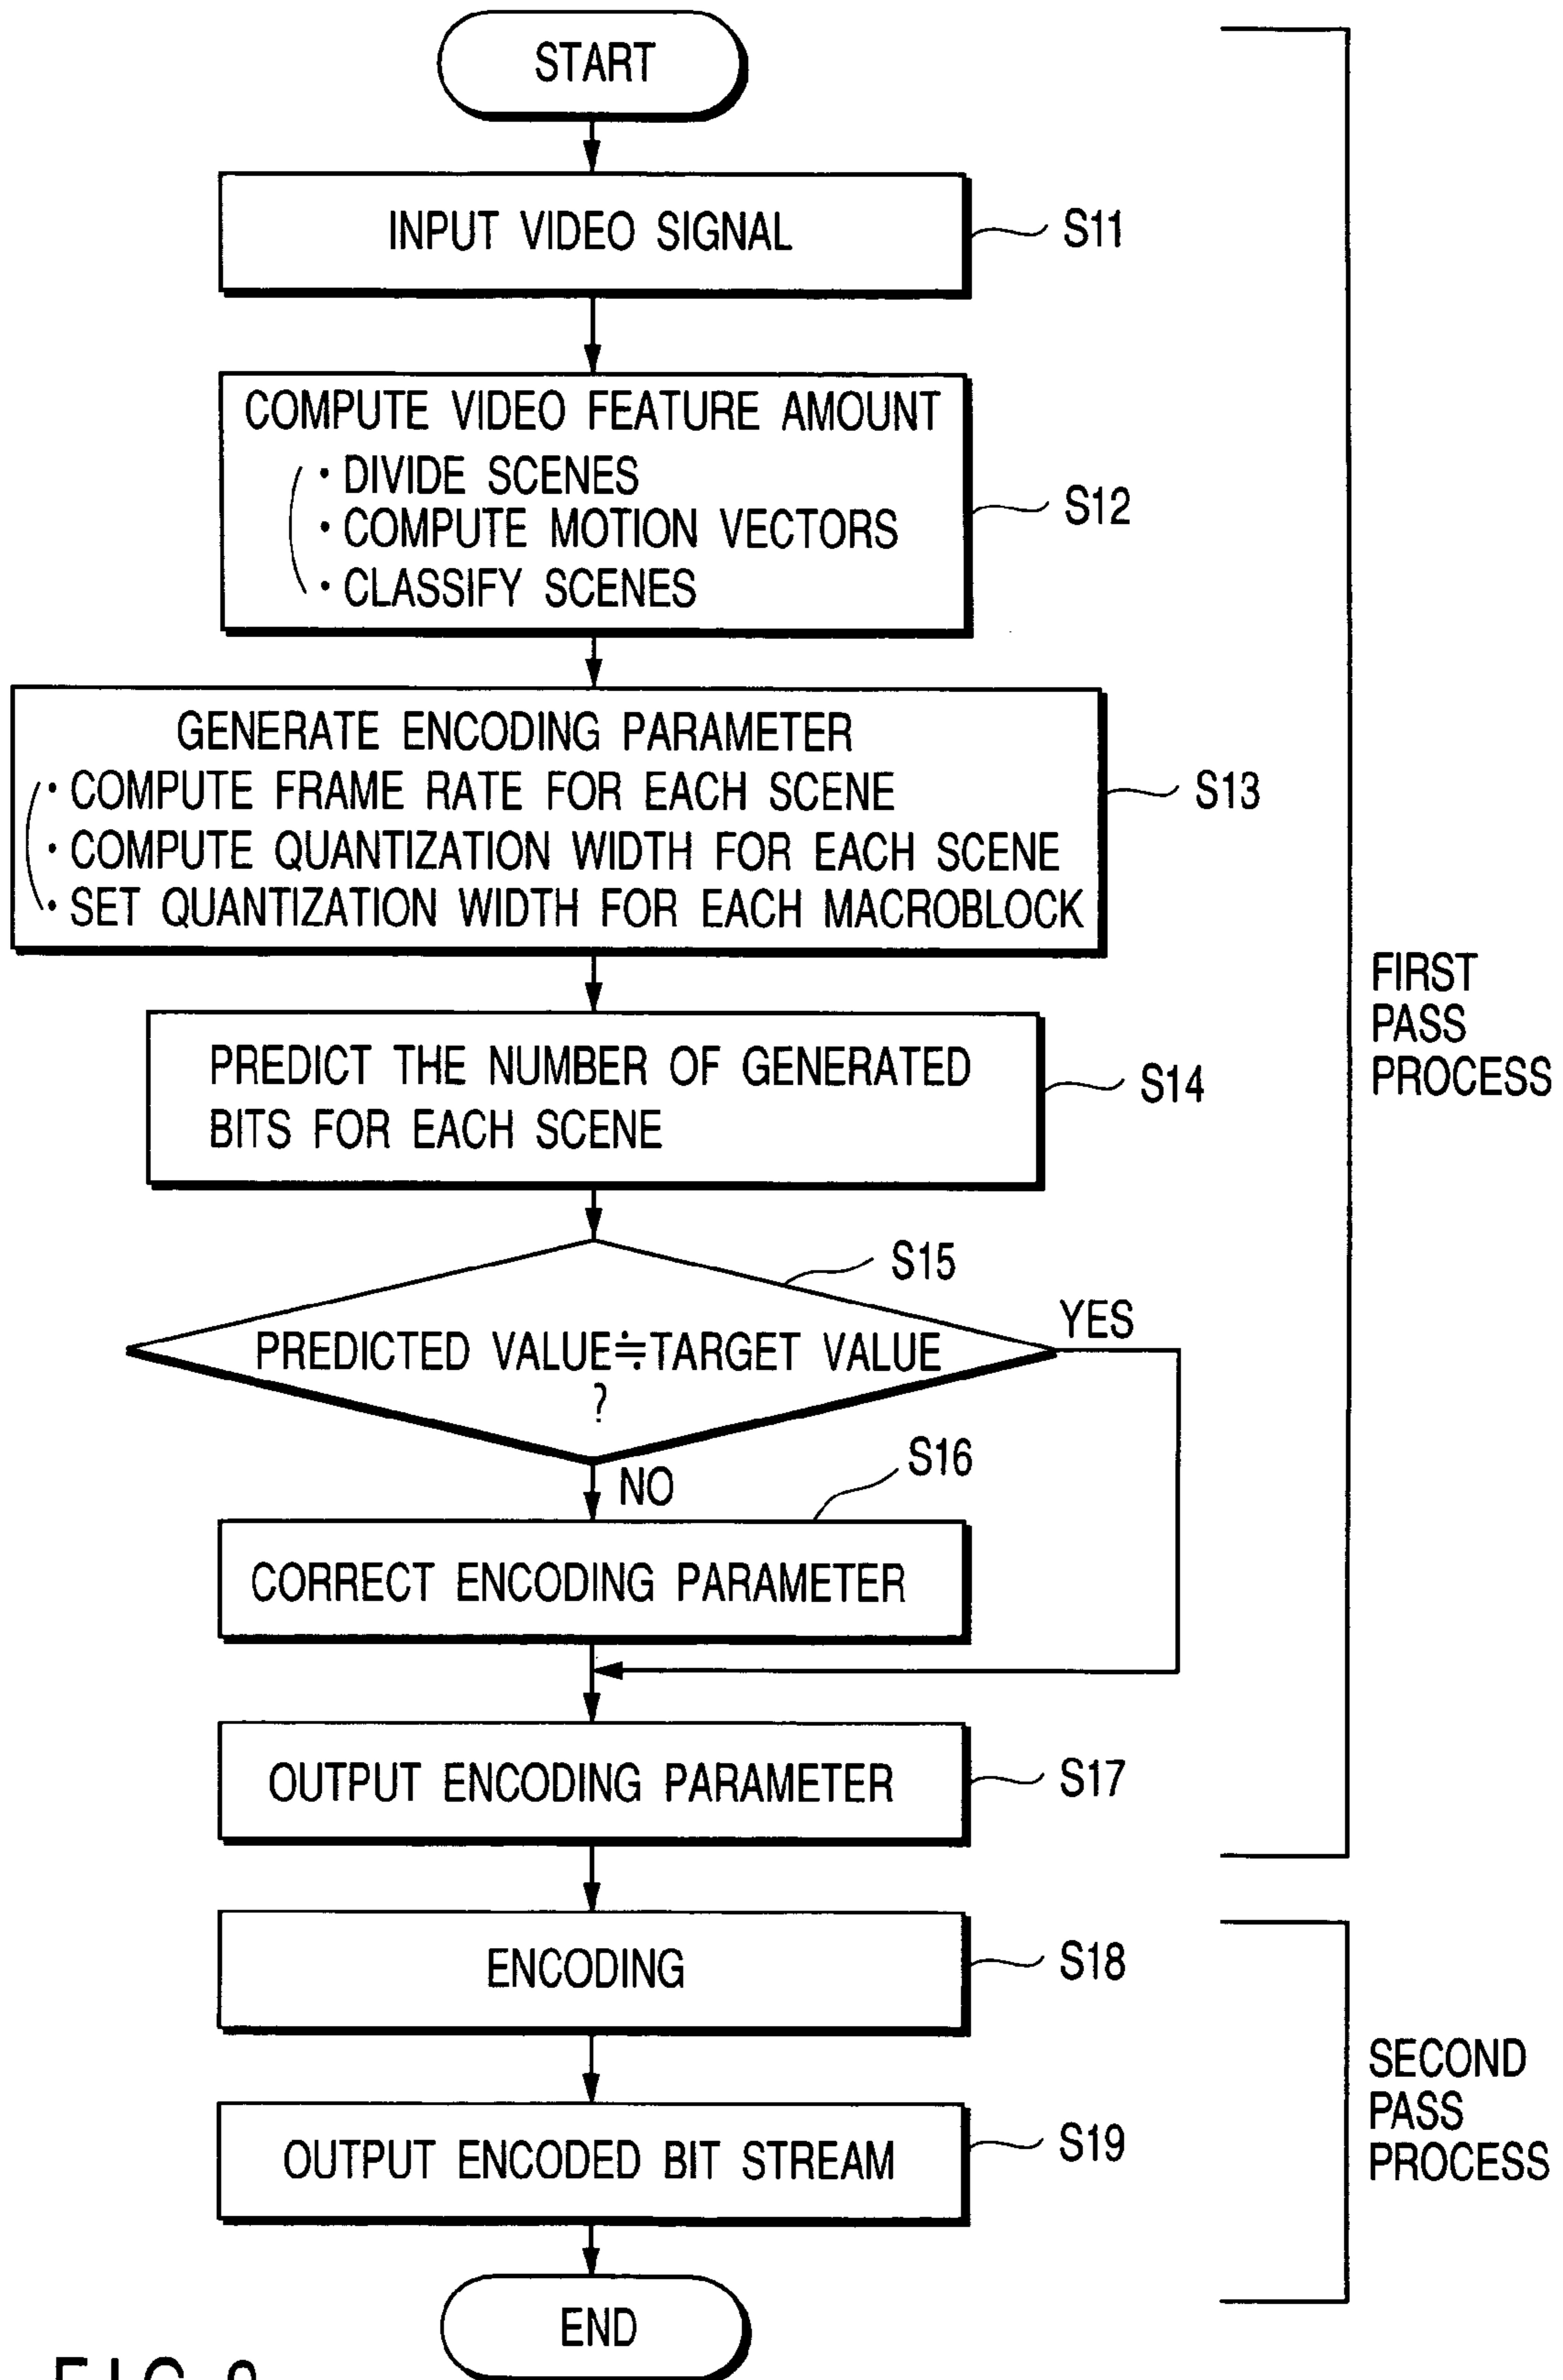 START
INPUT VIDEO SIGNAL
S11
COMPUTE VIDEO FEATURE AMOUNT
· DIVIDE SCENES
· COMPUTE MOTION VECTORS
· CLASSIFY SCENES
S12
GENERATE ENCODING PARAMETER
· COMPUTE FRAME RATE FOR EACH SCENE
· COMPUTE QUANTIZATION WIDTH FOR EACH SCENE
· SET QUANTIZATION WIDTH FOR EACH MACROBLOCK
S13
PREDICT THE NUMBER OF GENERATED
BITS FOR EACH SCENE
S14
S15
PREDICTED VALUE≒TARGET VALUE
?
YES
NO
S16
CORRECT ENCODING PARAMETER
OUTPUT ENCODING PARAMETER
S17
FIRST
PASS
PROCESS
ENCODING
S18
OUTPUT ENCODED BIT STREAM
S19
SECOND
PASS
PROCESS
END